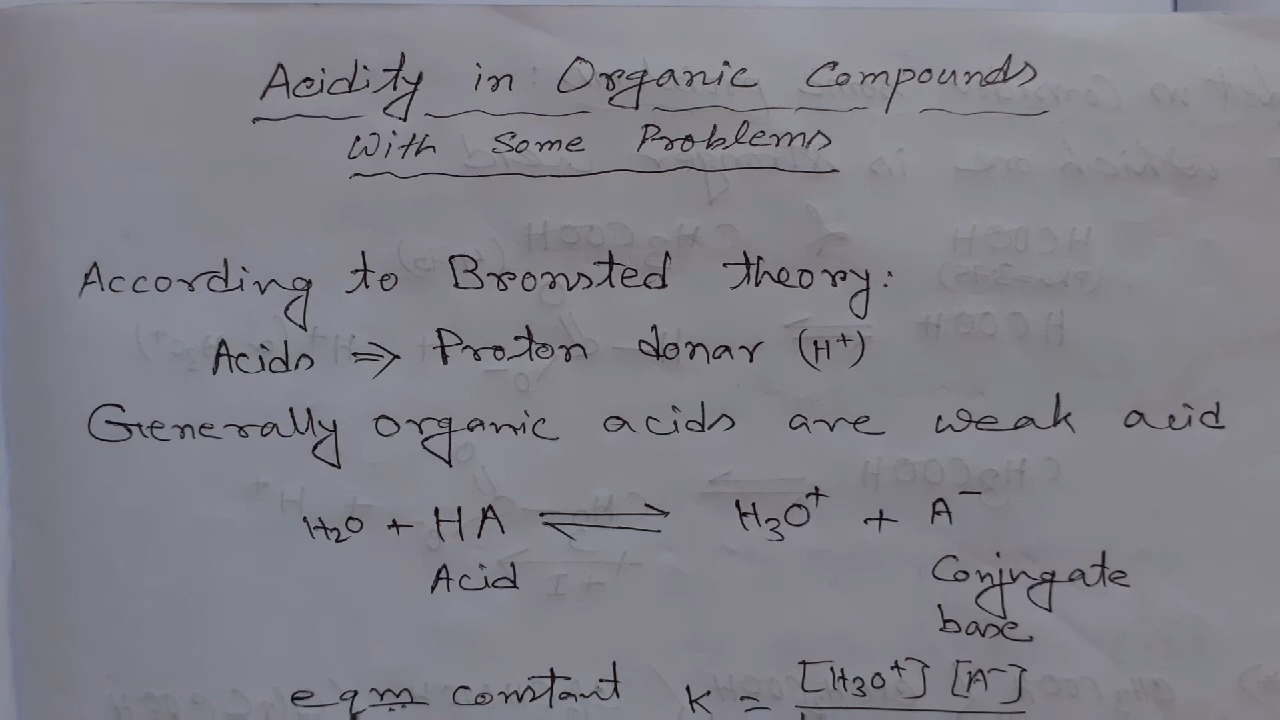 Acidity in Organic Compounds
With Some Problems
According to Bronsted theory:
Acids ⇒ Proton donar (H⁺)
Generally organic acids are weak acid
H₂O + HA ⇌ H₃O⁺ + A⁻
Acid Conjugate
base
eqm constant K = [H₃O⁺] [A⁻]